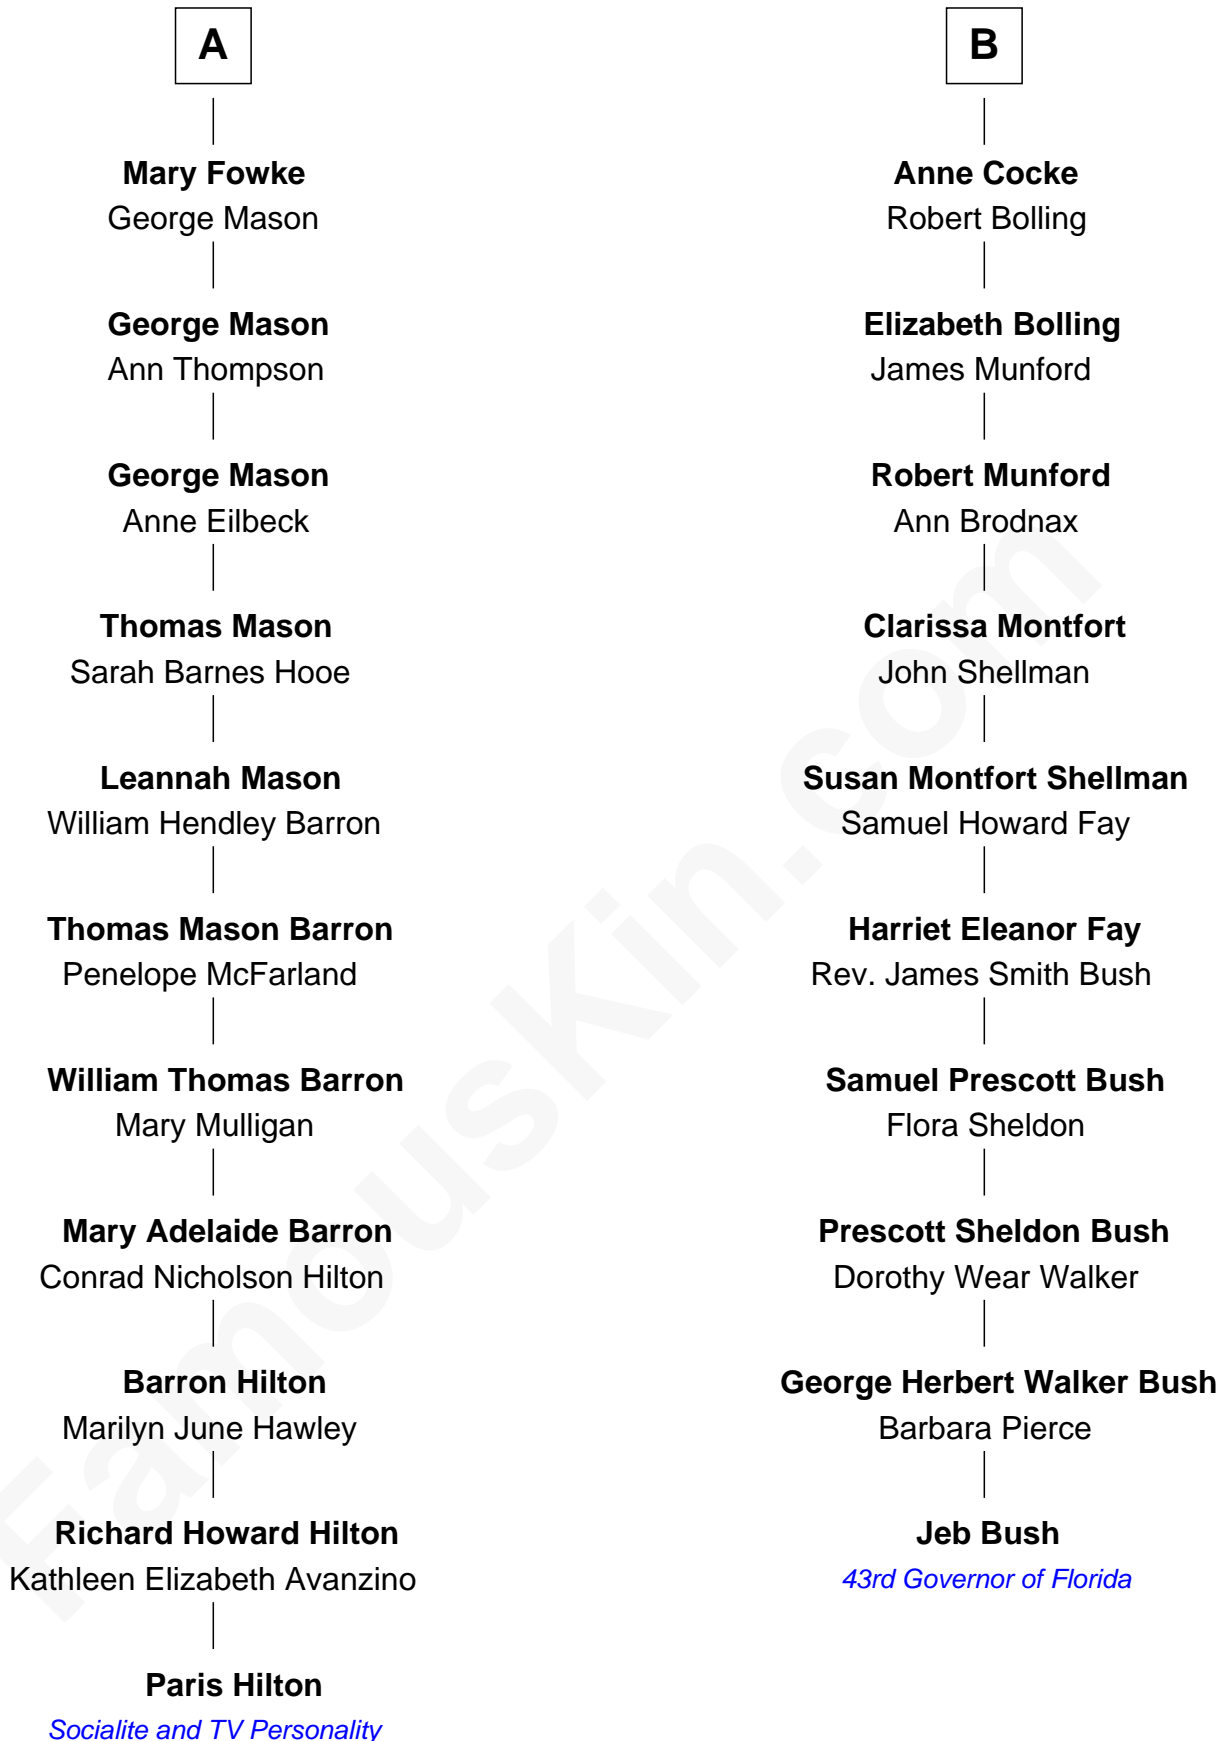 A
Mary Fowke
George Mason
George Mason
Ann Thompson
George Mason
Anne Eilbeck
Thomas Mason
Sarah Barnes Hooe
Leannah Mason
William Hendley Barron
Thomas Mason Barron
Penelope McFarland
William Thomas Barron
Mary Mulligan
Mary Adelaide Barron
Conrad Nicholson Hilton
Barron Hilton
Marilyn June Hawley
Richard Howard Hilton
Kathleen Elizabeth Avanzino
Paris Hilton
Socialite and TV Personality
B
Anne Cocke
Robert Bolling
Elizabeth Bolling
James Munford
Robert Munford
Ann Brodnax
Clarissa Montfort
John Shellman
Susan Montfort Shellman
Samuel Howard Fay
Harriet Eleanor Fay
Rev. James Smith Bush
Samuel Prescott Bush
Flora Sheldon
Prescott Sheldon Bush
Dorothy Wear Walker
George Herbert Walker Bush
Barbara Pierce
Jeb Bush
43rd Governor of Florida
FamousKin.com